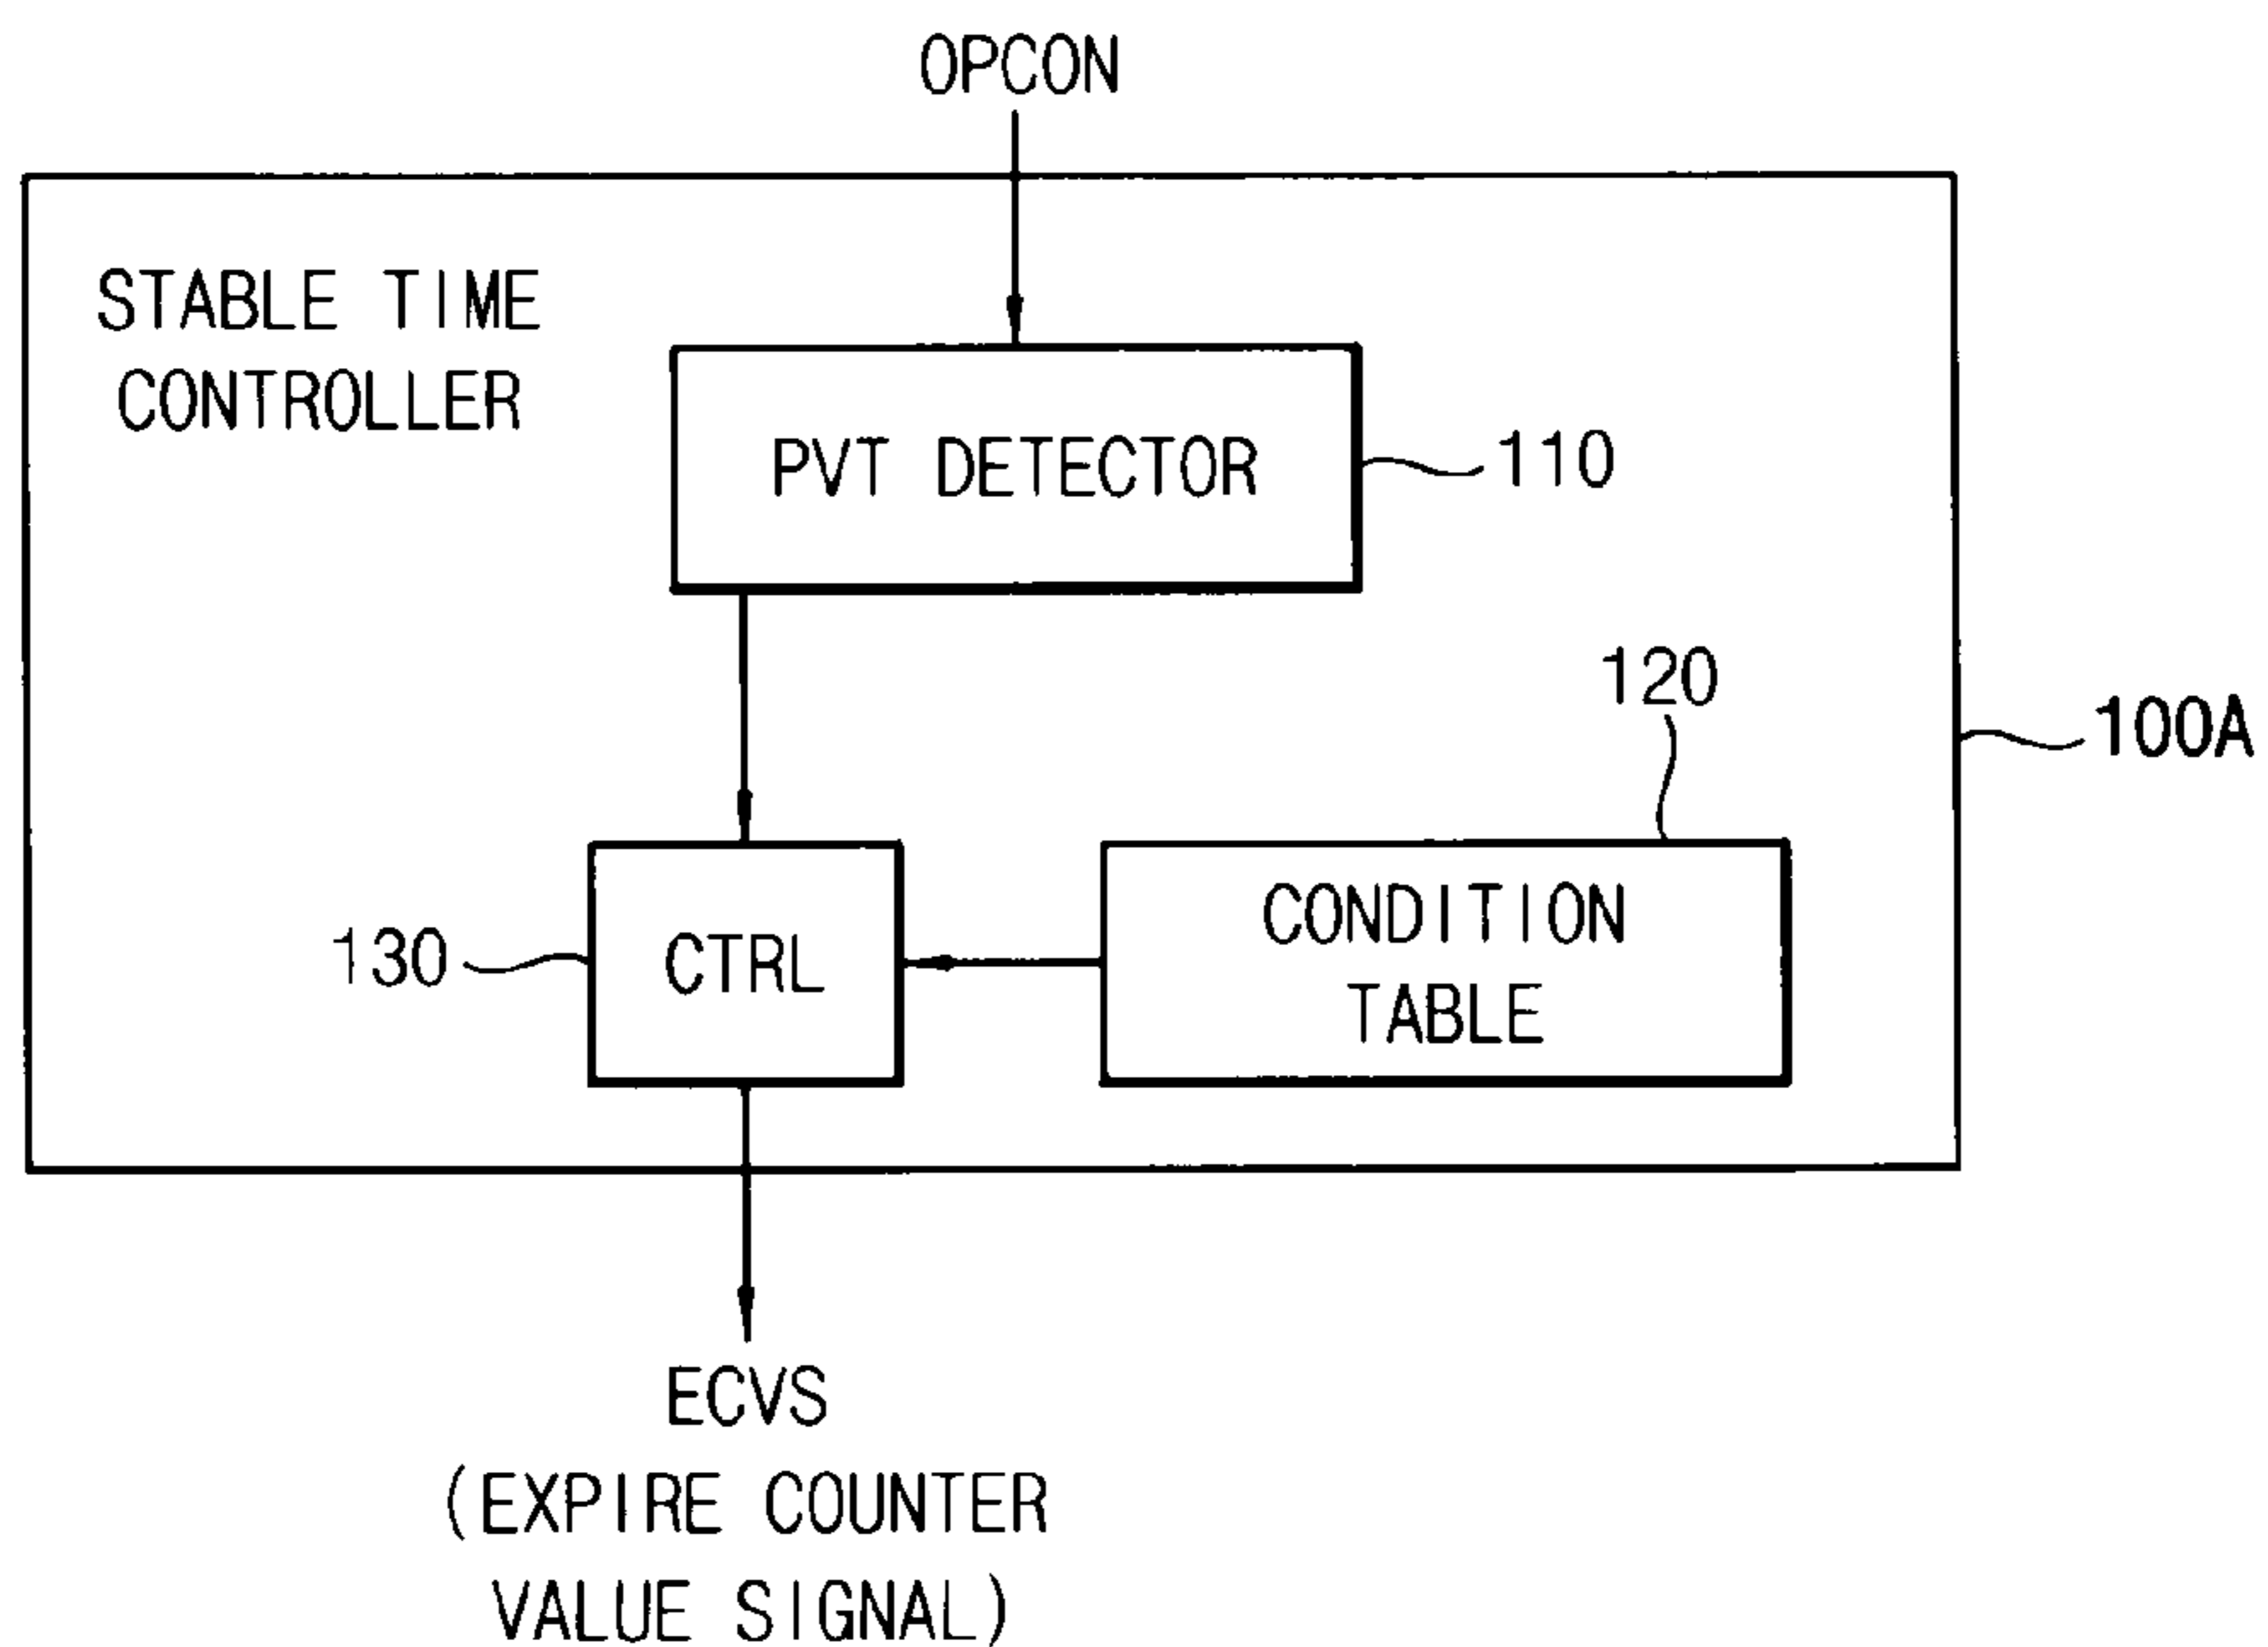 OPCON
STABLE TIME
CONTROLLER
PVT DETECTOR
110
120
100A
130
CTRL
CONDITION
TABLE
ECVS
(EXPIRE COUNTER
VALUE SIGNAL)